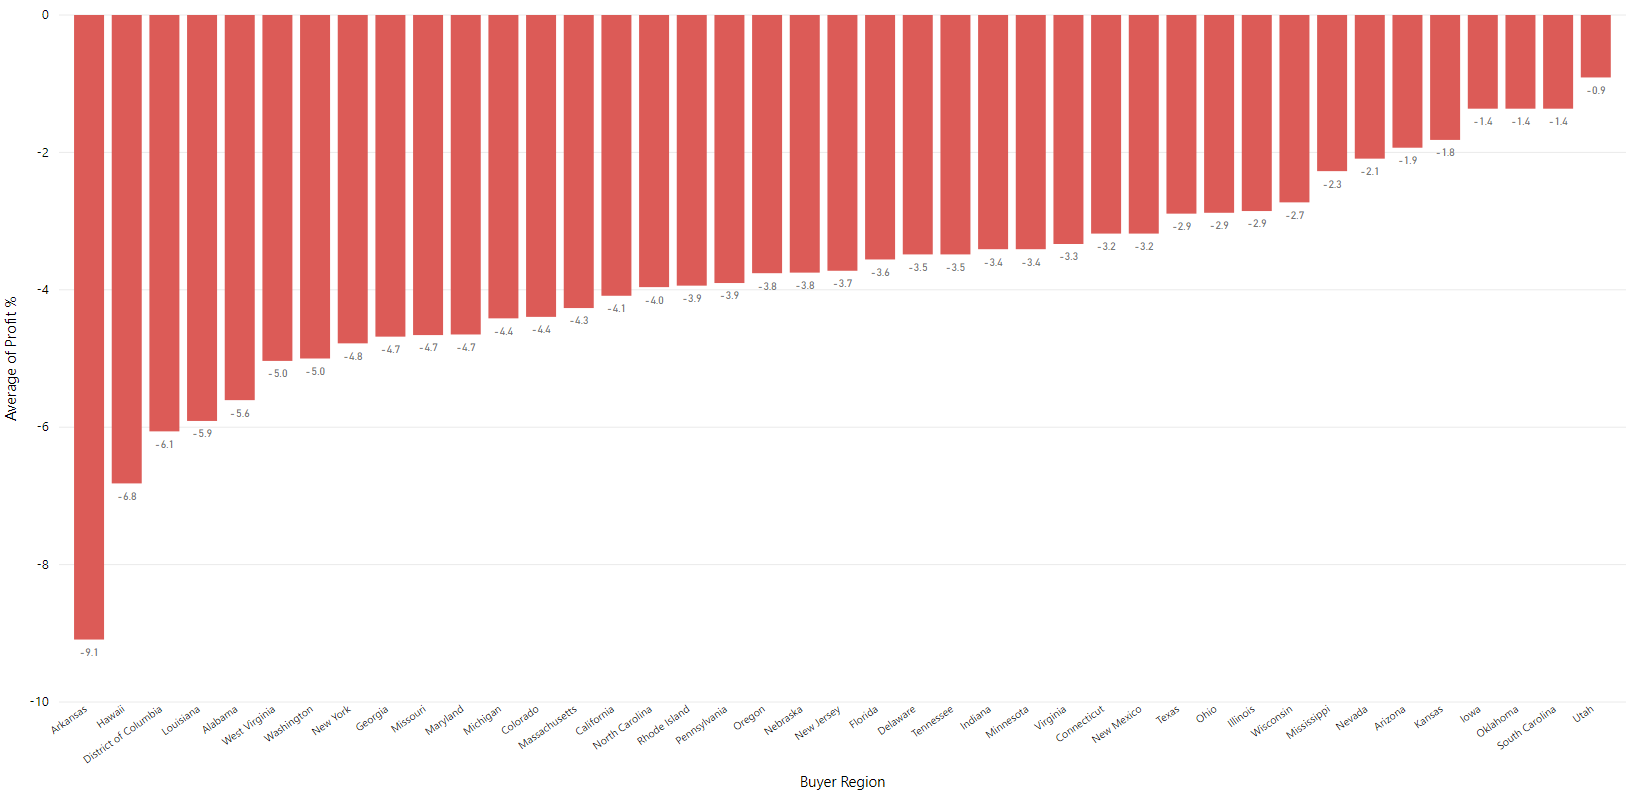 0
-2
-4
-6
-8
-10
Average of Profit %
-9.1
-6.8
-6.1
-5.9
-5.6
-5.0
-5.0
-4.8
-4.7
-4.7
-4.7
-4.4
-4.4
-4.3
-4.1
-4.0
-3.9
-3.9
-3.8
-3.8
-3.7
-3.6
-3.5
-3.5
-3.4
-3.4
-3.3
-3.2
-3.2
-2.9
-2.9
-2.9
-2.7
-2.3
-2.1
-1.9
-1.8
-1.4
-1.4
-1.4
-0.9
Arkansas
Hawaii
District of Columbia
Louisiana
Alabama
West Virginia
Washington
New York
Georgia
Missouri
Maryland
Michigan
Colorado
Massachusetts
California
North Carolina
Rhode Island
Pennsylvania
Oregon
Nebraska
New Jersey
Florida
Delaware
Tennessee
Indiana
Minnesota
Virginia
Connecticut
New Mexico
Texas
Ohio
Illinois
Wisconsin
Mississippi
Nevada
Arizona
Kansas
Iowa
Oklahoma
South Carolina
Utah
Buyer Region